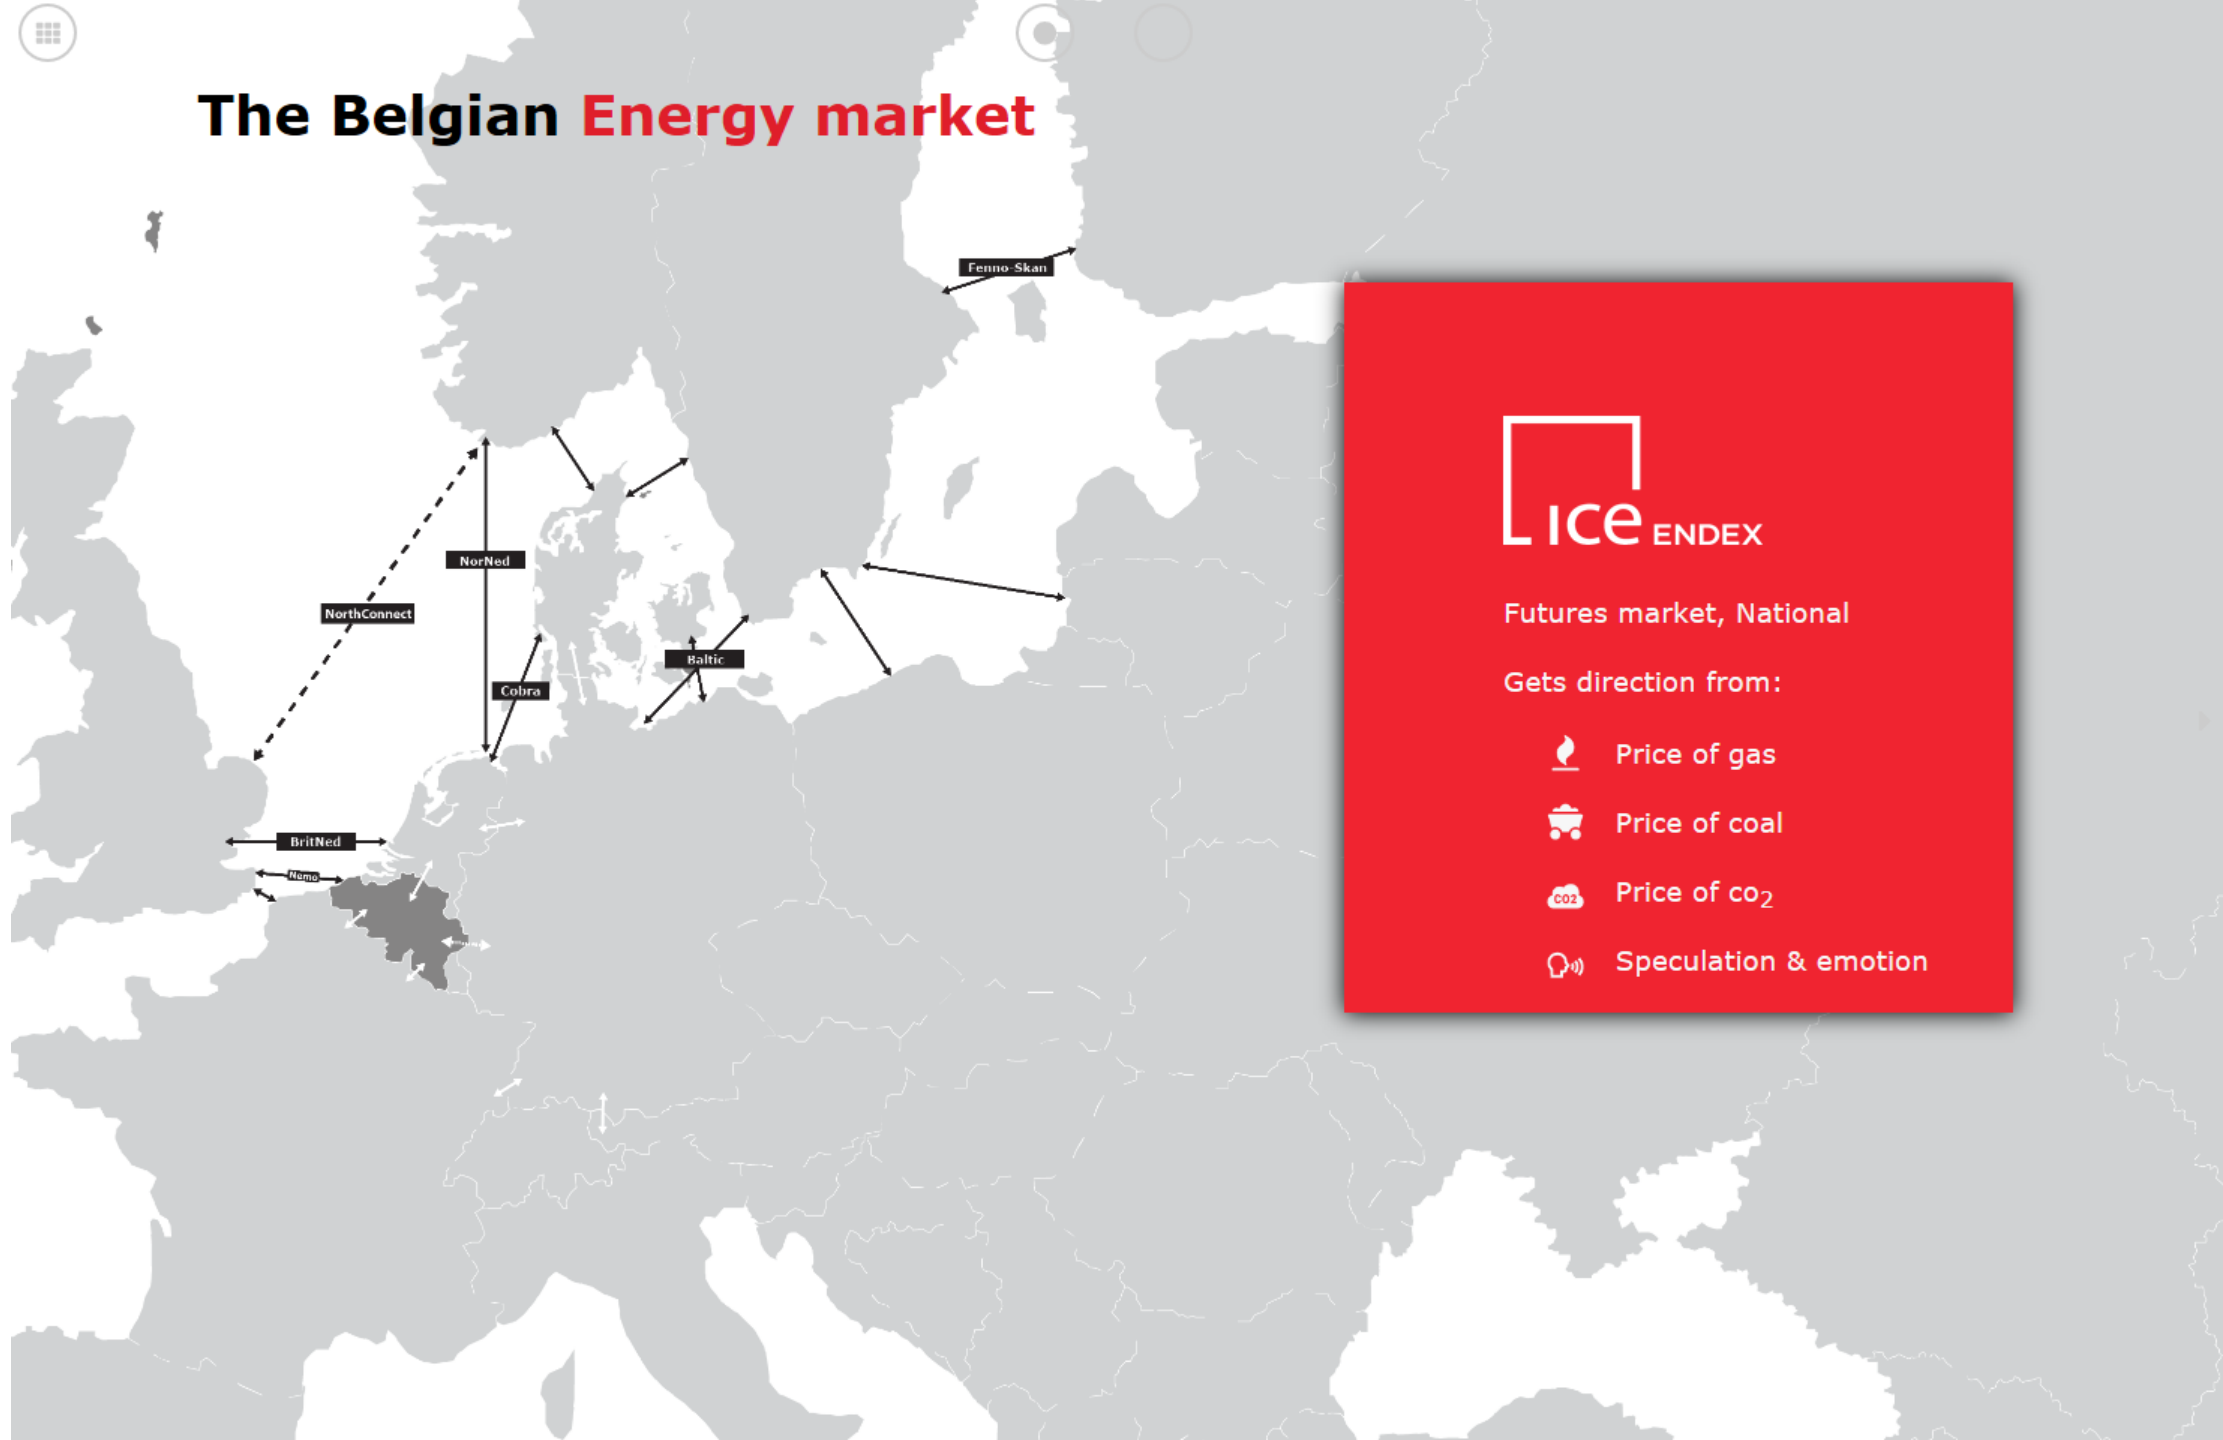 The Belgian Energy market
Fenno-Skan
NorNed
NorthConnect
Baltic
Cobra
BritNed
Nemo
ICE ENDEX
Futures market, National
Gets direction from:
Price of gas
Price of coal
CO2 Price of co2
Speculation & emotion